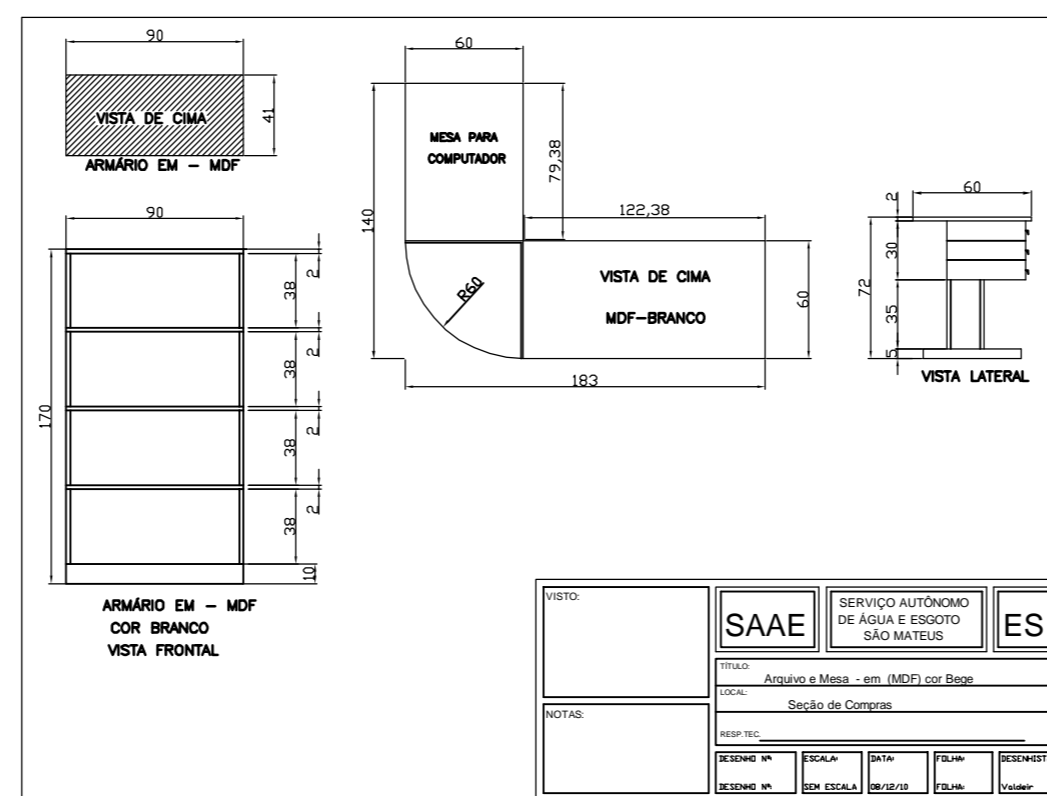 90
VISTA DE CIMA
41
ARMÁRIO EM - MDF
90
2
38
2
38
2
38
2
38
10
170
ARMÁRIO EM - MDF
COR BRANCO
VISTA FRONTAL
60
MESA PARA
COMPUTADOR
79,38
140
122,38
R60
VISTA DE CIMA
MDF-BRANCO
60
183
60
2
30
72
35
5
VISTA LATERAL
VISTO:
NOTAS:
SAAE
SERVIÇO AUTÔNOMO
DE ÁGUA E ESGOTO
SÃO MATEUS
ES
TÍTULO:
Arquivo e Mesa - em (MDF) cor Bege
LOCAL:
Seção de Compras
RESP.TEC.
DESENHO Nº: ESCALA: DATA: FOLHA: DESENHIST
DESENHO Nº: SEM ESCALA 08/12/10 FOLHA: Valdeir